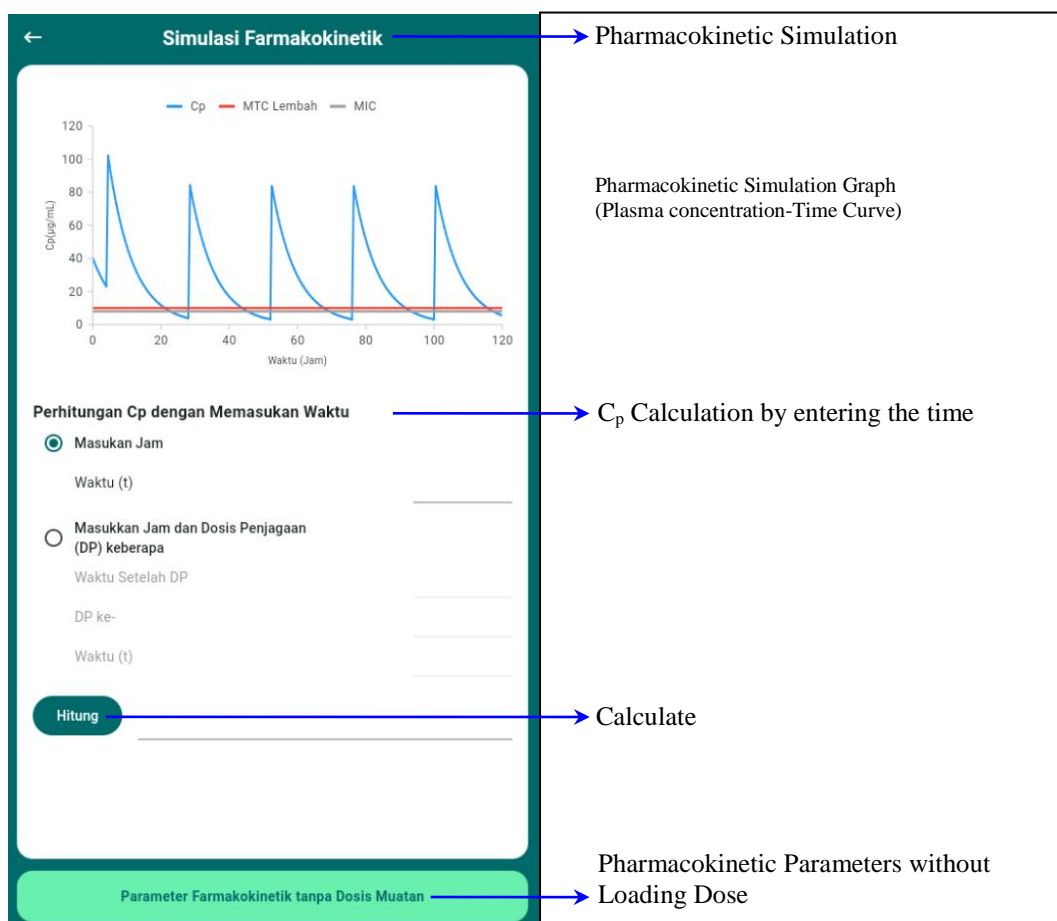 ←
Simulasi Farmakokinetik
Pharmacokinetic Simulation
Cp MTC Lembah MIC
120
100
80
60
40
20
0
Cp(µg/mL)
0 20 40 60 80 100 120
Waktu (Jam)
Pharmacokinetic Simulation Graph
(Plasma concentration-Time Curve)
Perhitungan Cp dengan Memasukan Waktu
Cp Calculation by entering the time
Masukan Jam
Waktu (t)
Masukkan Jam dan Dosis Penjagaan
(DP) keberapa
Waktu Setelah DP
DP ke-
Waktu (t)
Hitung
Calculate
Parameter Farmakokinetik tanpa Dosis Muatan
Pharmacokinetic Parameters without
Loading Dose